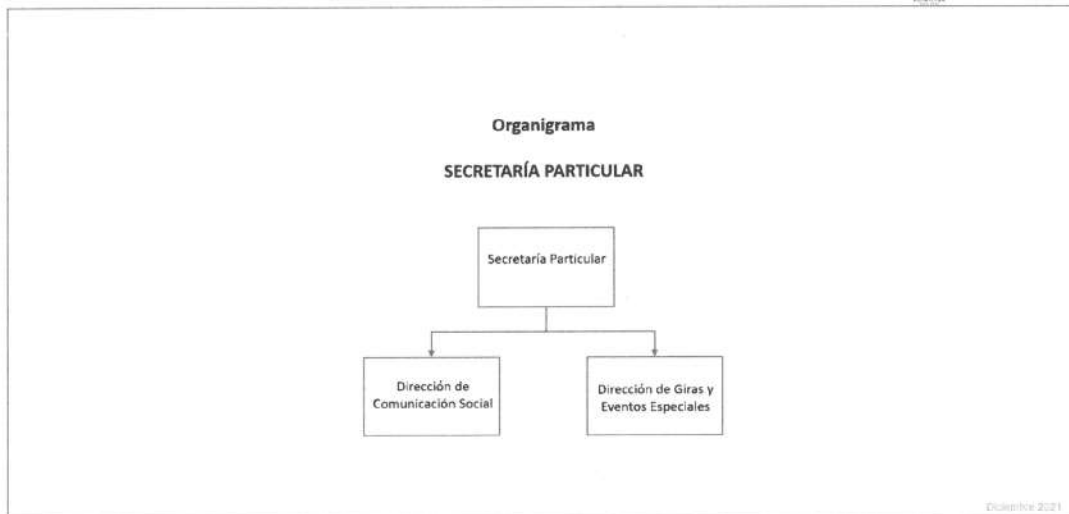 Organigrama
SECRETARÍA PARTICULAR
Secretaría Particular
Dirección de
Comunicación Social
Dirección de Giras y
Eventos Especiales
Diciembre 2021